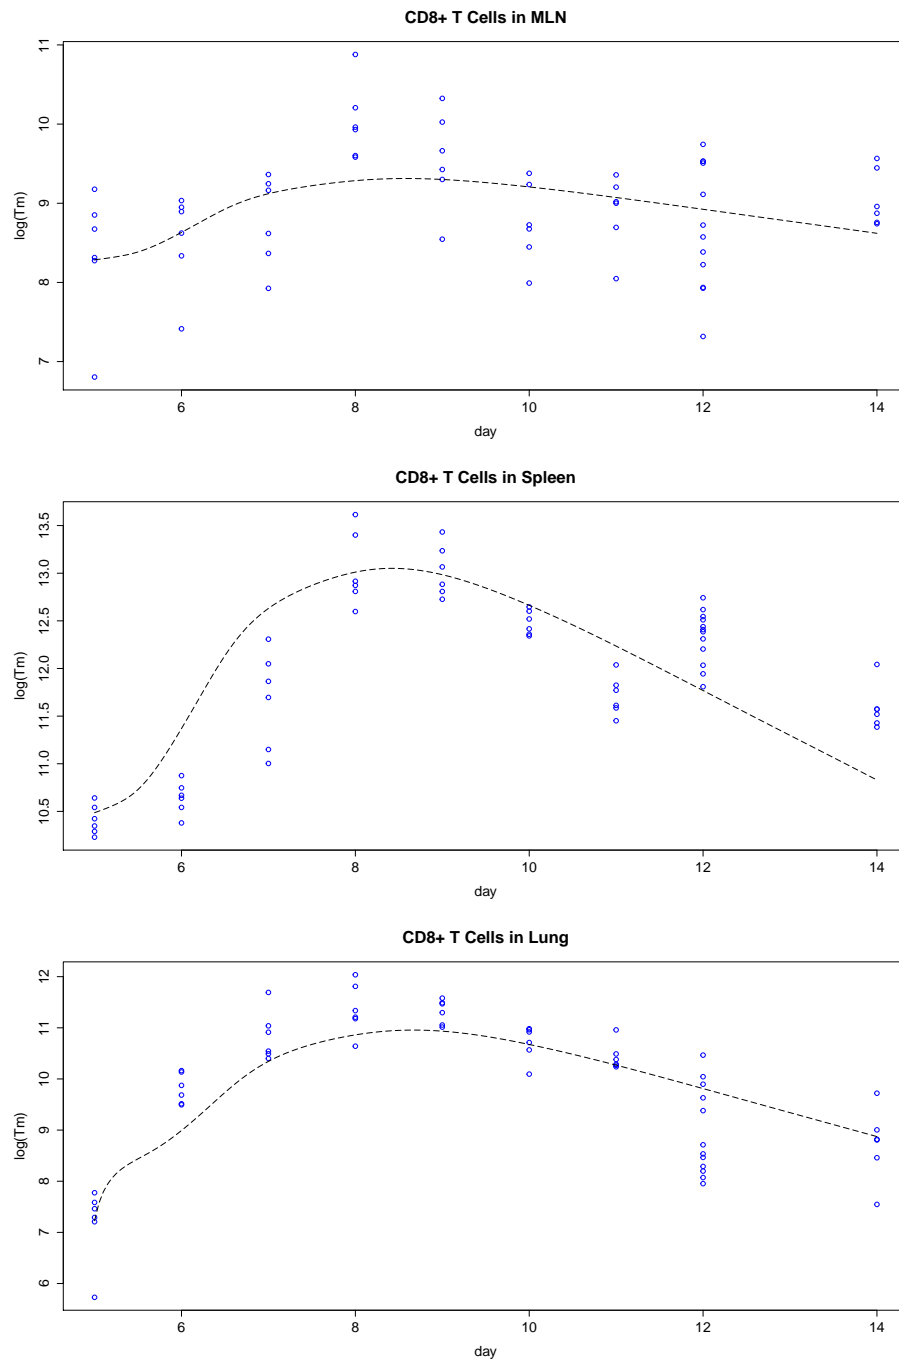 CD8+ T Cells in MLN
log(Tm)
11
10
9
8
7
6 8 10 12 14
day
CD8+ T Cells in Spleen
log(Tm)
13.5
13.0
12.5
12.0
11.5
11.0
10.5
6 8 10 12 14
day
CD8+ T Cells in Lung
log(Tm)
12
11
10
9
8
7
6
6 8 10 12 14
day